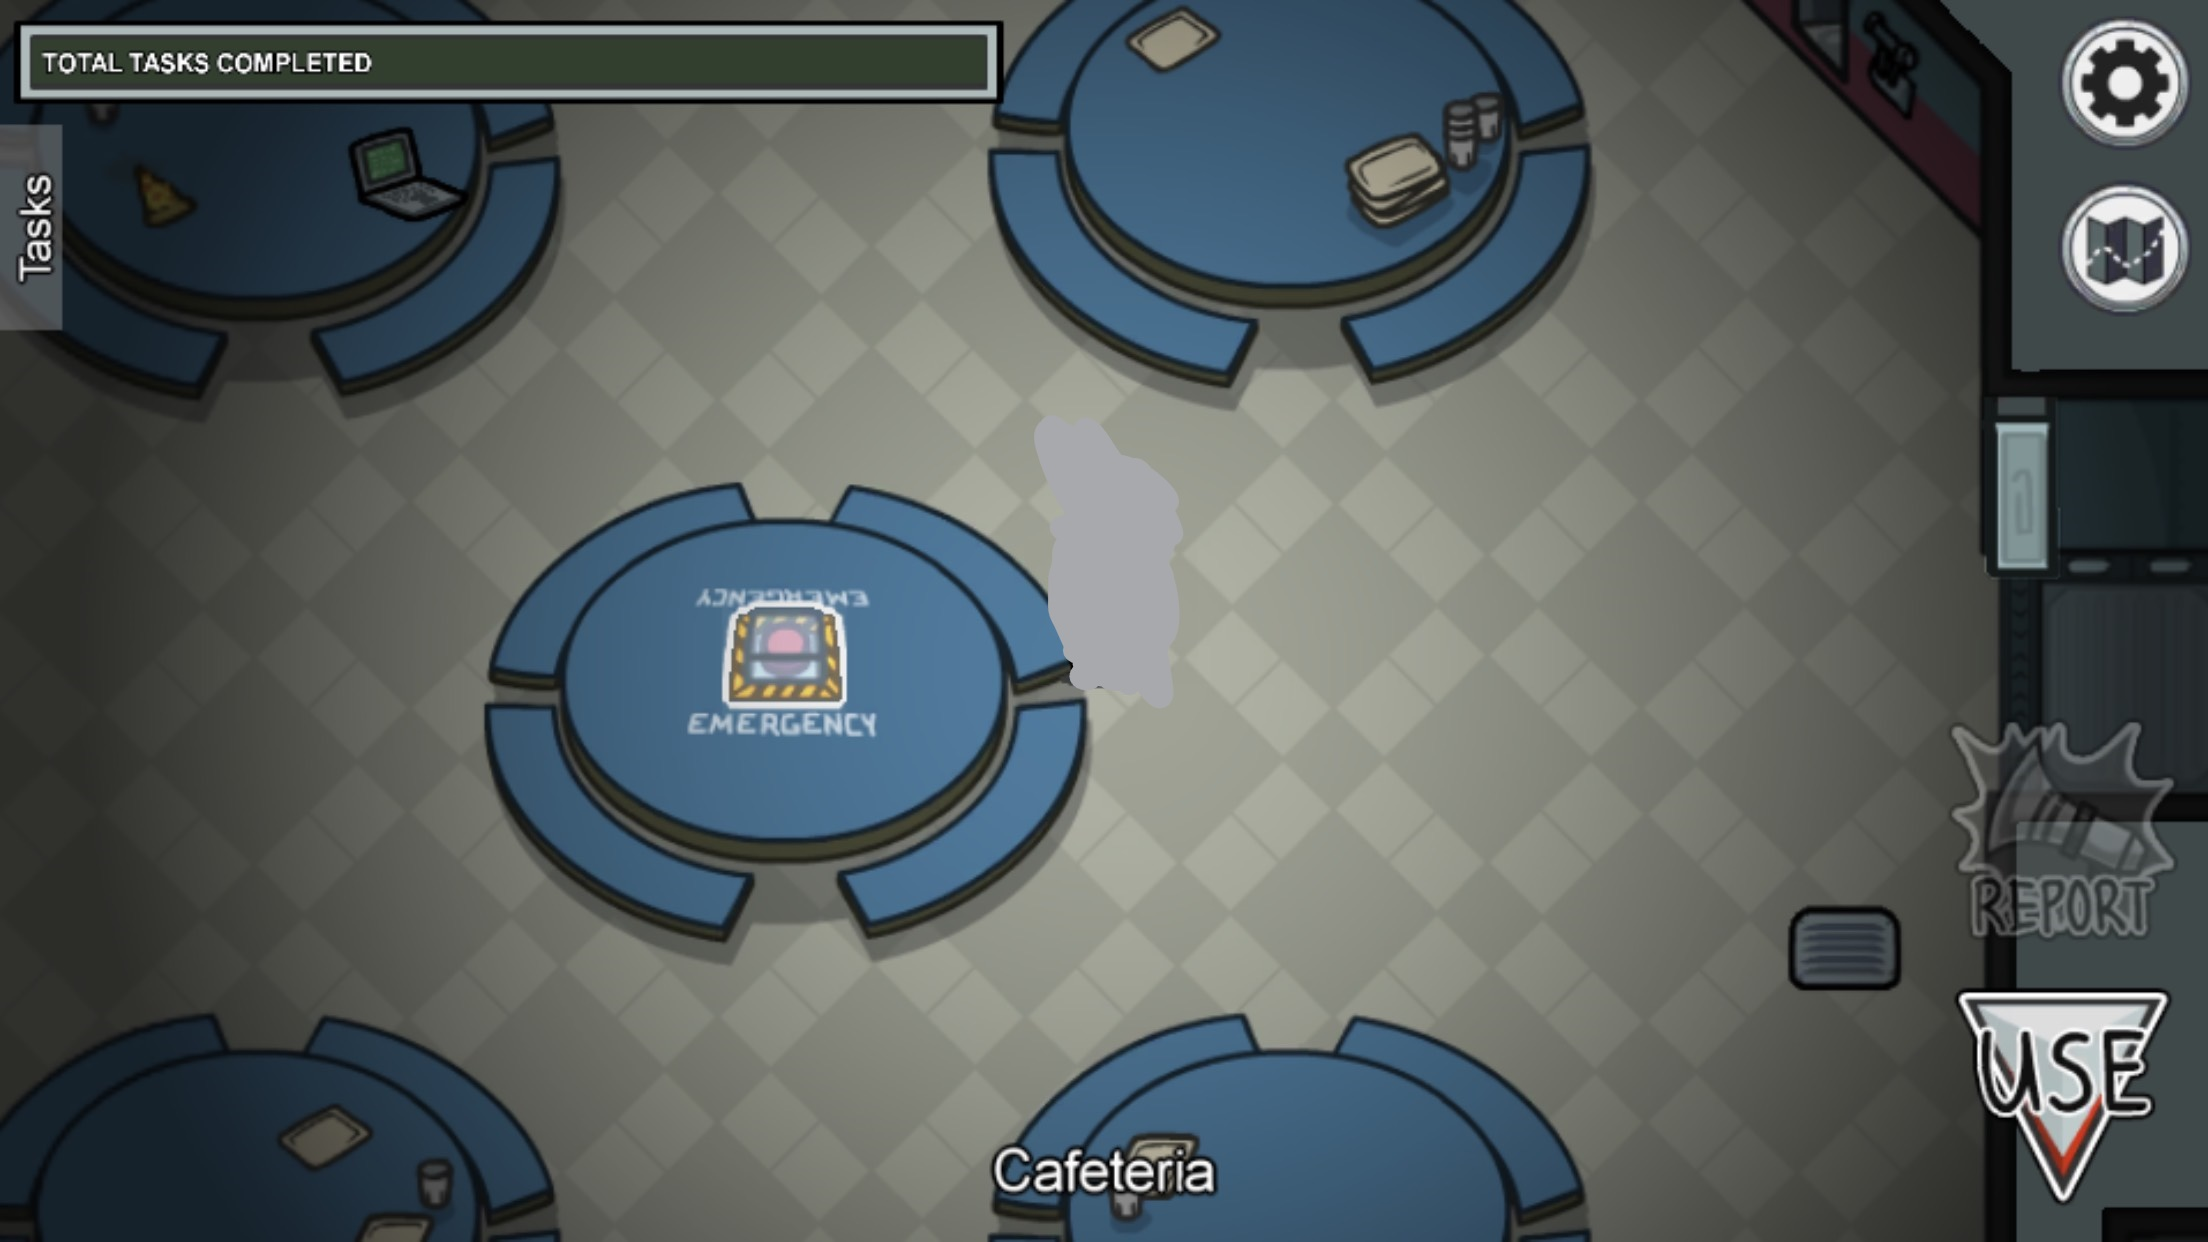 TOTAL TASKS COMPLETED
Tasks
EMERGENCY
EMERGENCY
REPORT
USE
Cafeteria